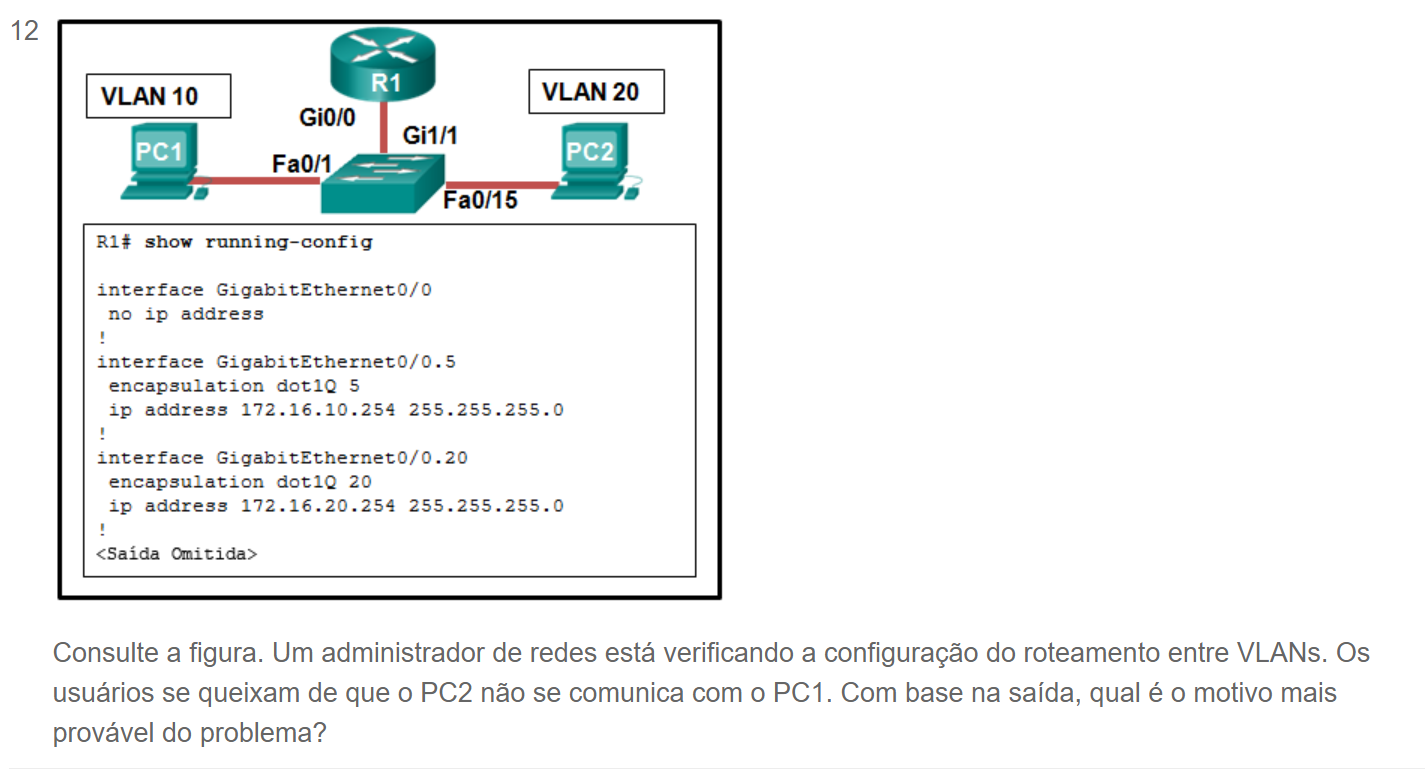 12
R1
VLAN 10
VLAN 20
Gi0/0
Gi1/1
PC1
PC2
Fa0/1
Fa0/15
R1# show running-config
interface GigabitEthernet0/0
no ip address
!
interface GigabitEthernet0/0.5
encapsulation dot1Q 5
ip address 172.16.10.254 255.255.255.0
!
interface GigabitEthernet0/0.20
encapsulation dot1Q 20
ip address 172.16.20.254 255.255.255.0
!
<Saída Omitida>
Consulte a figura. Um administrador de redes está verificando a configuração do roteamento entre VLANs. Os
usuários se queixam de que o PC2 não se comunica com o PC1. Com base na saída, qual é o motivo mais
provável do problema?